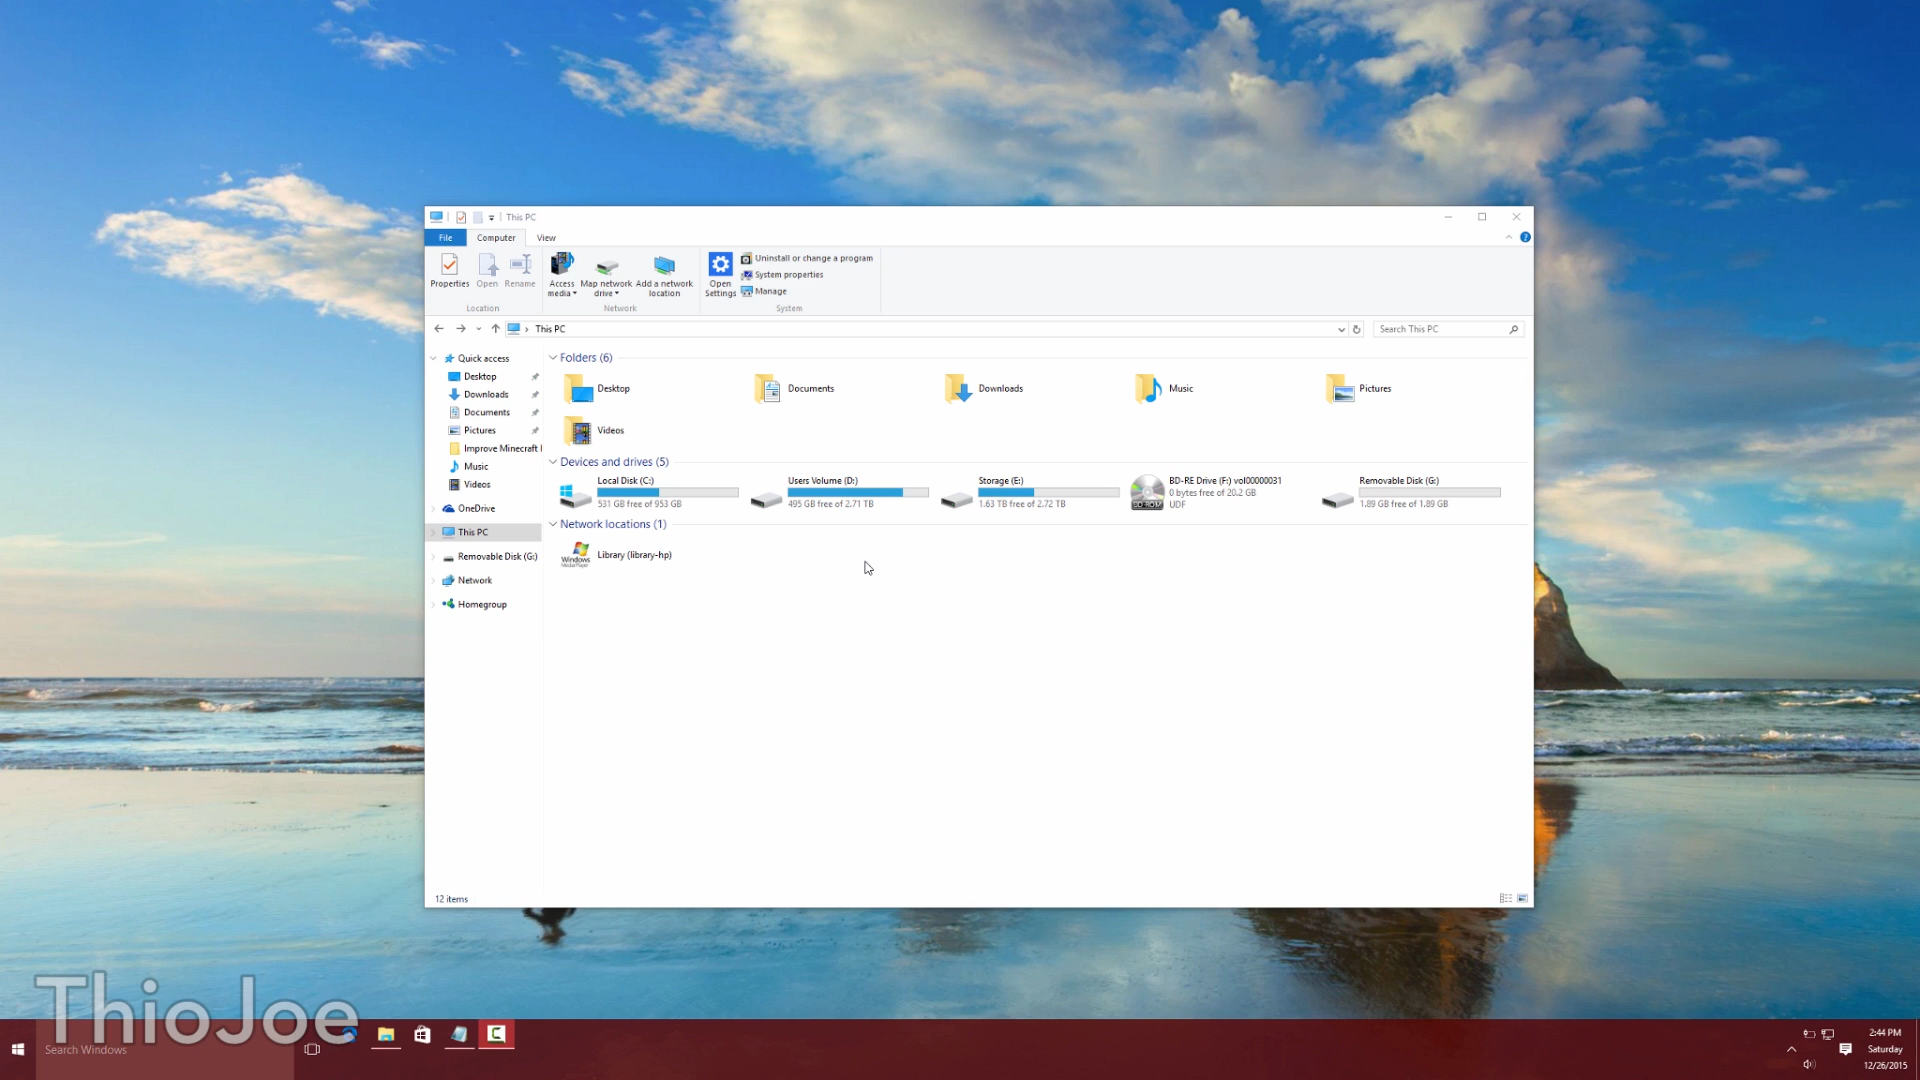 This PC
File
Computer
View
Properties
Open
Rename
Access media
Map network drive
Add a network location
Open Settings
Uninstall or change a program
System properties
Manage
Location
Network
System
This PC
Search This PC
Quick access
Desktop
Downloads
Documents
Pictures
Improve Minecraft
Music
Videos
OneDrive
This PC
Removable Disk (G:)
Network
Homegroup
Folders (6)
Desktop
Documents
Downloads
Music
Pictures
Videos
Devices and drives (5)
Local Disk (C:)
531 GB free of 953 GB
Users Volume (D:)
495 GB free of 2.71 TB
Storage (E:)
1.63 TB free of 2.72 TB
BD-ROM
BD-RE Drive (F:) vol00000031
0 bytes free of 20.2 GB
UDF
Removable Disk (G:)
1.89 GB free of 1.89 GB
Network locations (1)
Windows
Media Player
Library (library-hp)
12 items
ThioJoe
Search Windows
2:44 PM
Saturday
12/26/2015